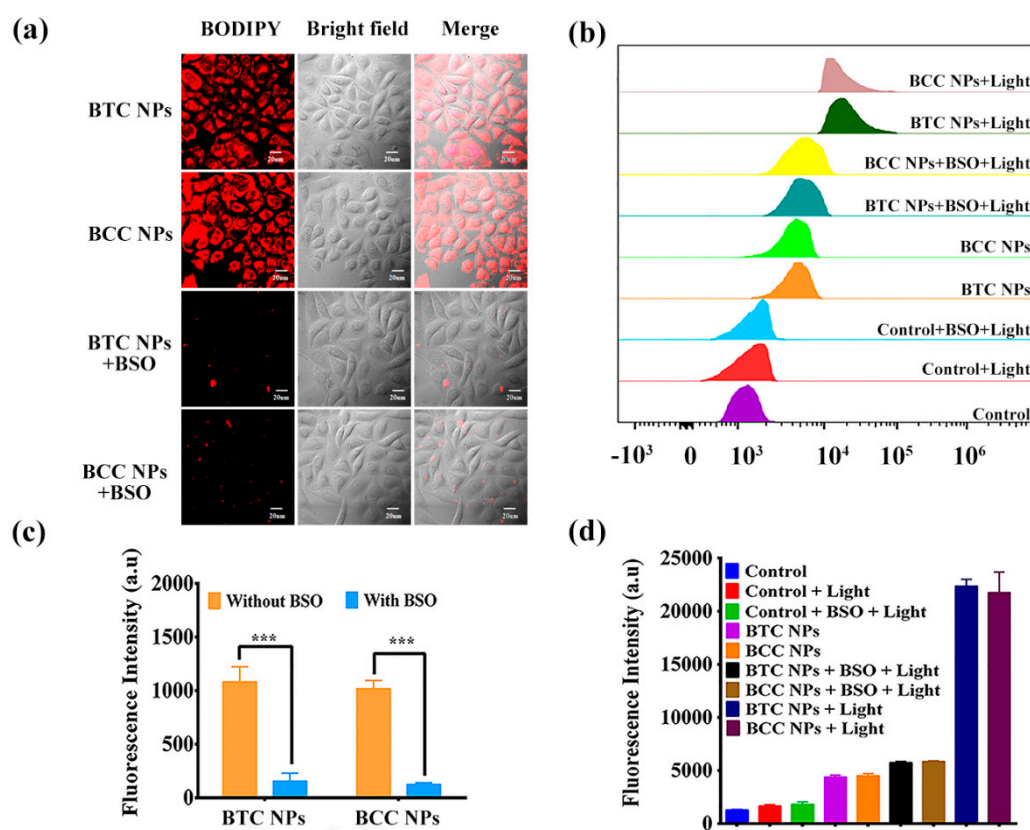 (a)
BODIPY
Bright field
Merge
BTC NPs
20um
20um
20um
BCC NPs
20um
20um
20um
BTC NPs
+BSO
20um
20um
20um
BCC NPs
+BSO
20um
20um
20um
(b)
BCC NPs+Light
BTC NPs+Light
BCC NPs+BSO+Light
BTC NPs+BSO+Light
BCC NPs
BTC NPs
Control+BSO+Light
Control+Light
Control
-10³ 0 10³ 10⁴ 10⁵ 10⁶
(c)
Fluorescence Intensity (a.u)
2000
1500
1000
500
0
Without BSO
With BSO
***
***
BTC NPs
BCC NPs
(d)
Fluorescence Intensity (a.u)
25000
20000
15000
10000
5000
0
Control
Control + Light
Control + BSO + Light
BTC NPs
BCC NPs
BTC NPs + BSO + Light
BCC NPs + BSO + Light
BTC NPs + Light
BCC NPs + Light